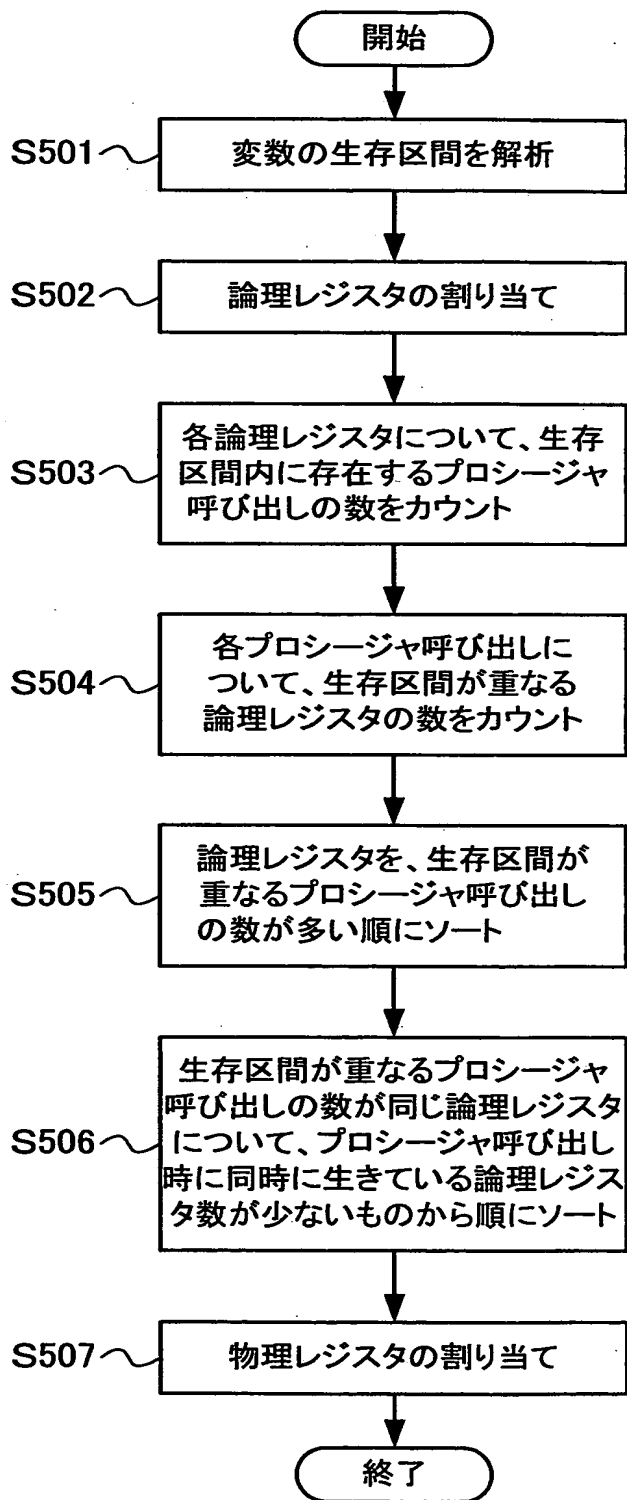 開始
S501
変数の生存区間を解析
S502
論理レジスタの割り当て
S503
各論理レジスタについて、生存
区間内に存在するプロシージャ
呼び出しの数をカウント
S504
各プロシージャ呼び出しに
ついて、生存区間が重なる
論理レジスタの数をカウント
S505
論理レジスタを、生存区間が
重なるプロシージャ呼び出し
の数が多い順にソート
S506
生存区間が重なるプロシージャ
呼び出しの数が同じ論理レジスタ
について、プロシージャ呼び出し
時に同時に生きている論理レジス
タ数が少ないものから順にソート
S507
物理レジスタの割り当て
終了